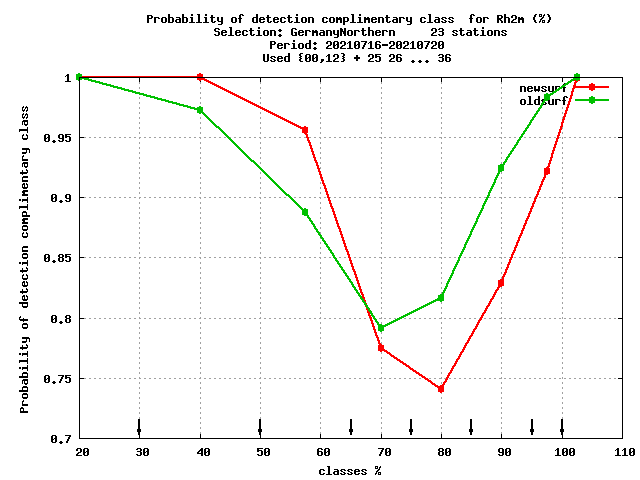 Probability of detection complimentary class  for Rh2m (%)
Selection: GermanyNorthern     23 stations
Period: 20210716-20210720
Used {00,12} + 25 26 ... 36
newsurf
oldsurf
Probability of detection complimentary class
1
0.95
0.9
0.85
0.8
0.75
0.7
20 30 40 50 60 70 80 90 100 110
classes %